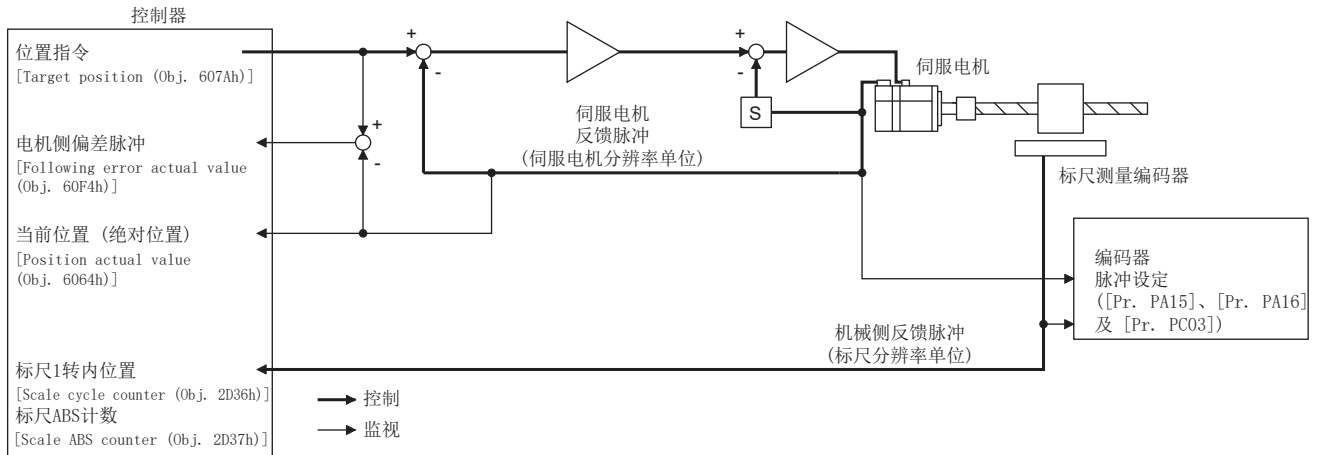 控制器
位置指令
[Target position (Obj. 607Ah)]
电机侧偏差脉冲
[Following error actual value
(Obj. 60F4h)]
当前位置 (绝对位置)
[Position actual value
(Obj. 6064h)]
标尺1转内位置
[Scale cycle counter (Obj. 2D36h)]
标尺ABS计数
[Scale ABS counter (Obj. 2D37h)]
+
-
+
-
+
-
S
伺服电机
反馈脉冲
(伺服电机分辨率单位)
伺服电机
标尺测量编码器
编码器
脉冲设定
([Pr. PA15]、[Pr. PA16]
及 [Pr. PC03])
机械侧反馈脉冲
(标尺分辨率单位)
控制
监视